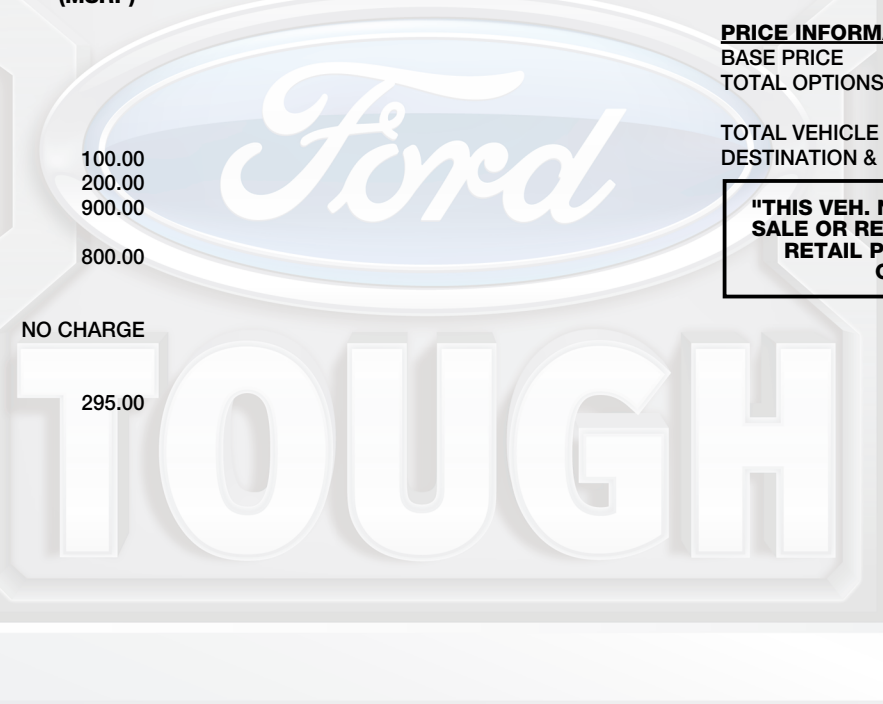 PRICE INFORM
BASE PRICE
TOTAL OPTIONS
TOTAL VEHICLE
DESTINATION &
100.00
200.00
900.00
800.00
NO CHARGE
295.00
"THIS VEH.
SALE OR RE
RETAIL P
Ford
TOUGH